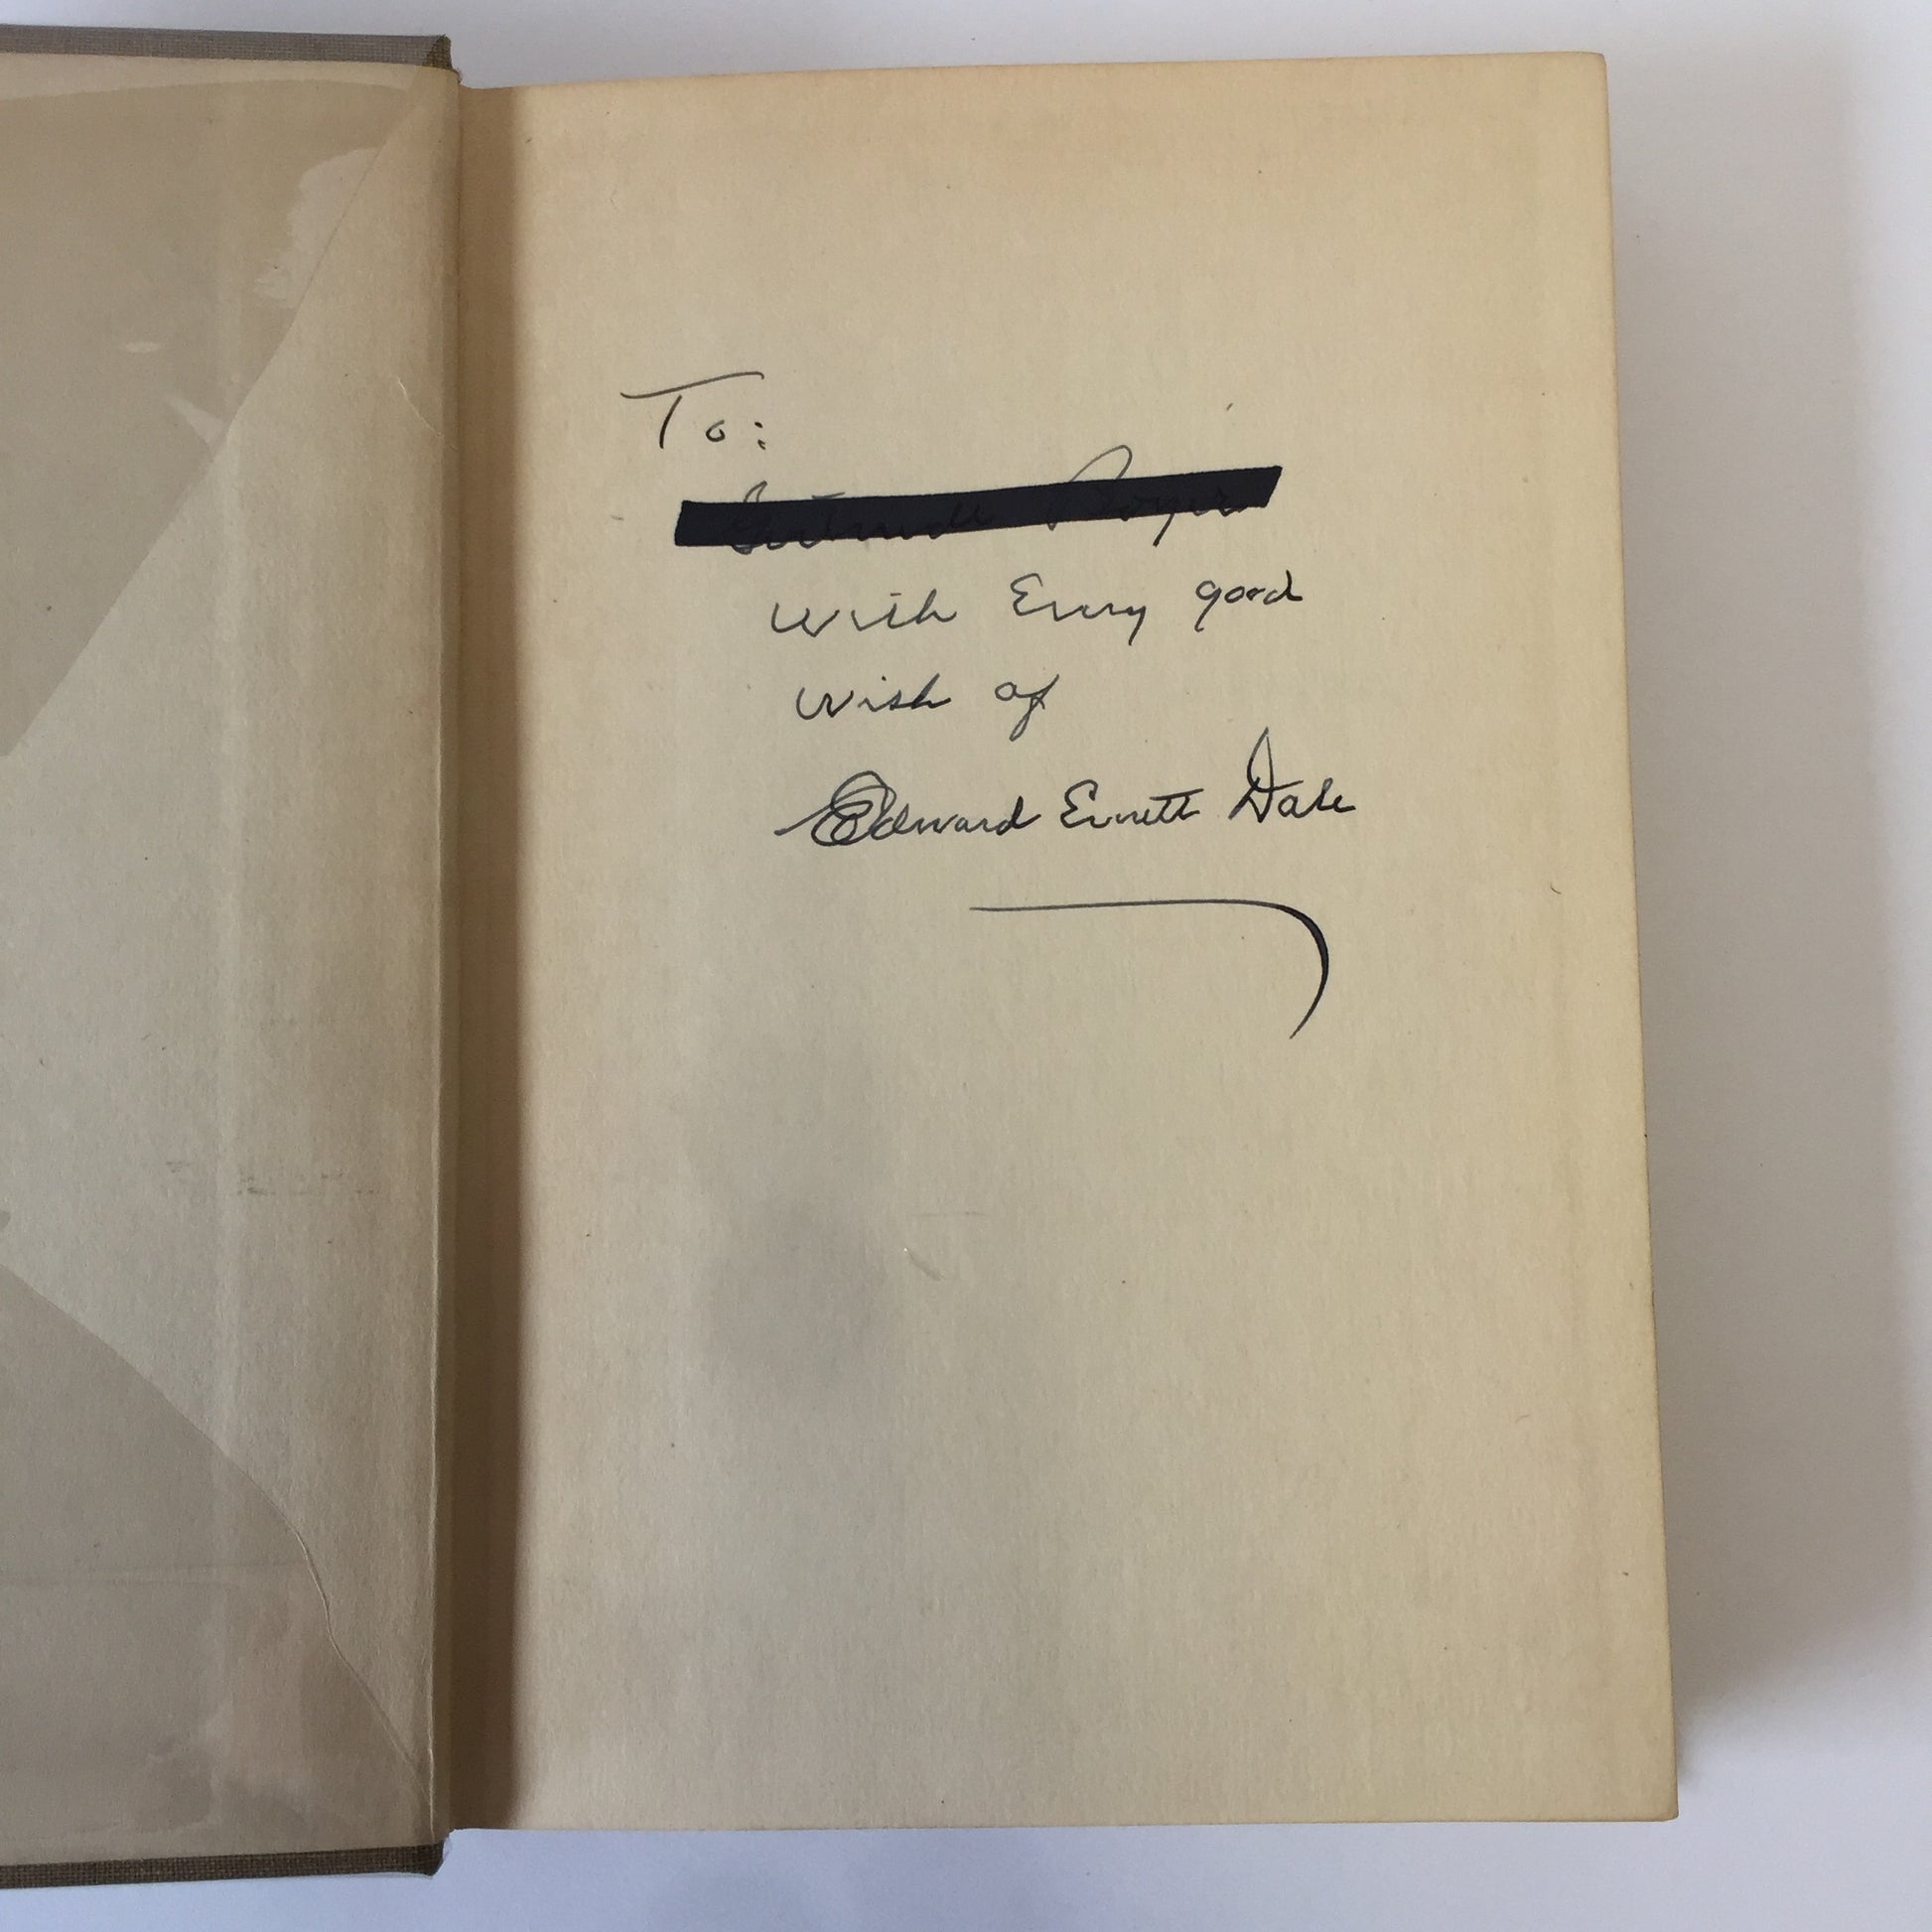 To:
with Every good
wish of
Edward Everett Dale